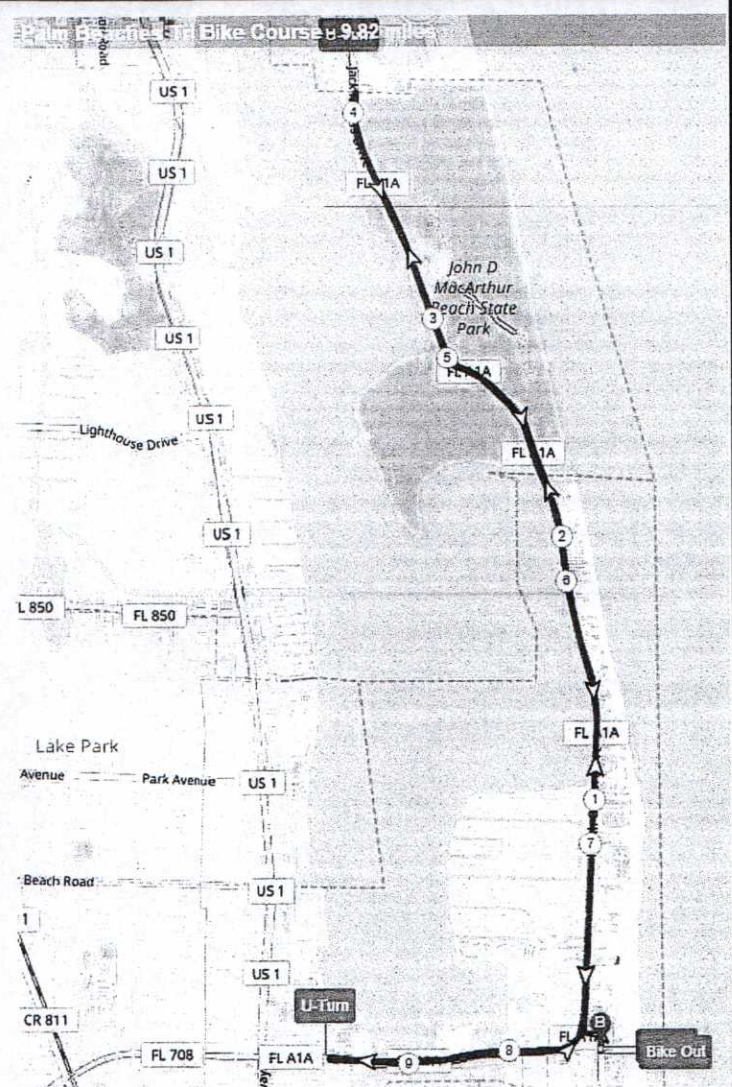 Palm Beaches Tri Bike Course - 9.82 miles
US 1
4
US 1
FL A1A
US 1
John D
MacArthur
Beach State
Park
3
US 1
5
FL A1A
US 1
Lighthouse Drive
FL A1A
US 1
2
6
FL 850
FL 850
FL A1A
Lake Park
Avenue
Park Avenue
US 1
1
7
Beach Road
US 1
1
US 1
U-Turn
CR 811
B
FL 708
FL A1A
9
8
Bike Out